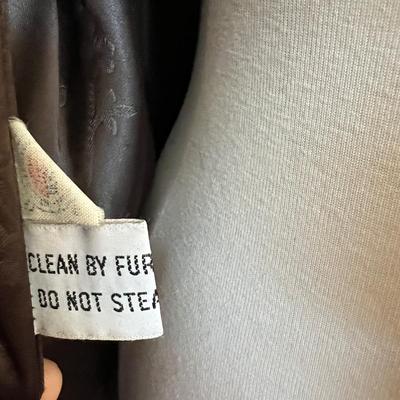 CLEAN BY FUR
DO NOT STEA